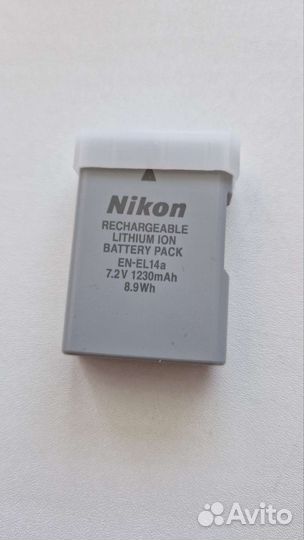 Nikon
RECHARGEABLE
LITHIUM ION
BATTERY PACK
EN-EL14a
7.2V 1230mAh
8.9Wh
Avito